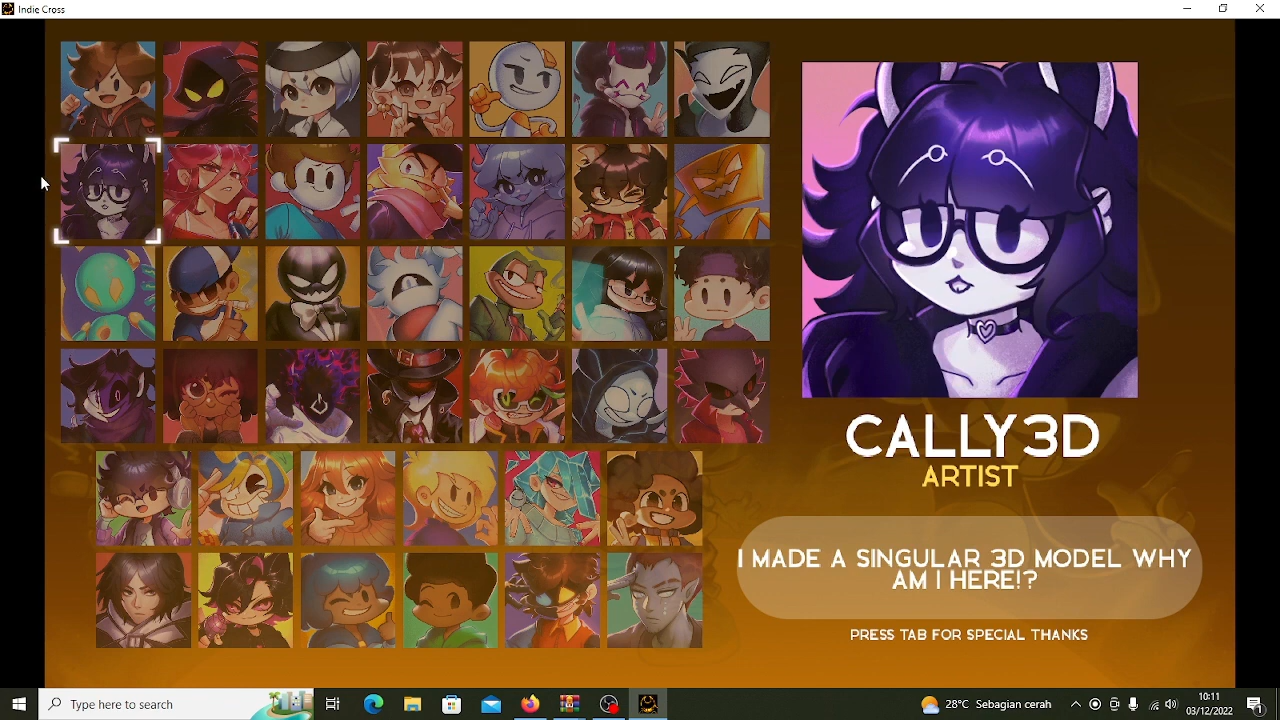 Indie Cross
CALLY3D
ARTIST
I MADE A SINGULAR 3D MODEL WHY
AM I HERE!?
PRESS TAB FOR SPECIAL THANKS
Type here to search
28°C Sebagian cerah
10:11
03/12/2022
1